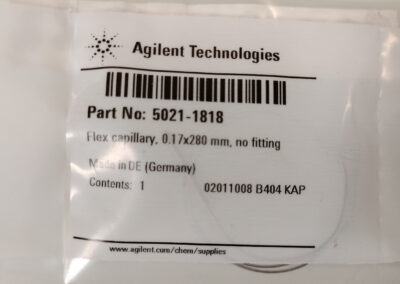 Agilent Technologies
Part No: 5021-1818
Flex capillary, 0.17x280 mm, no fitting
Made in DE (Germany)
Contents: 1 02011008 B404 KAP
www.agilent.com/chem/supplies